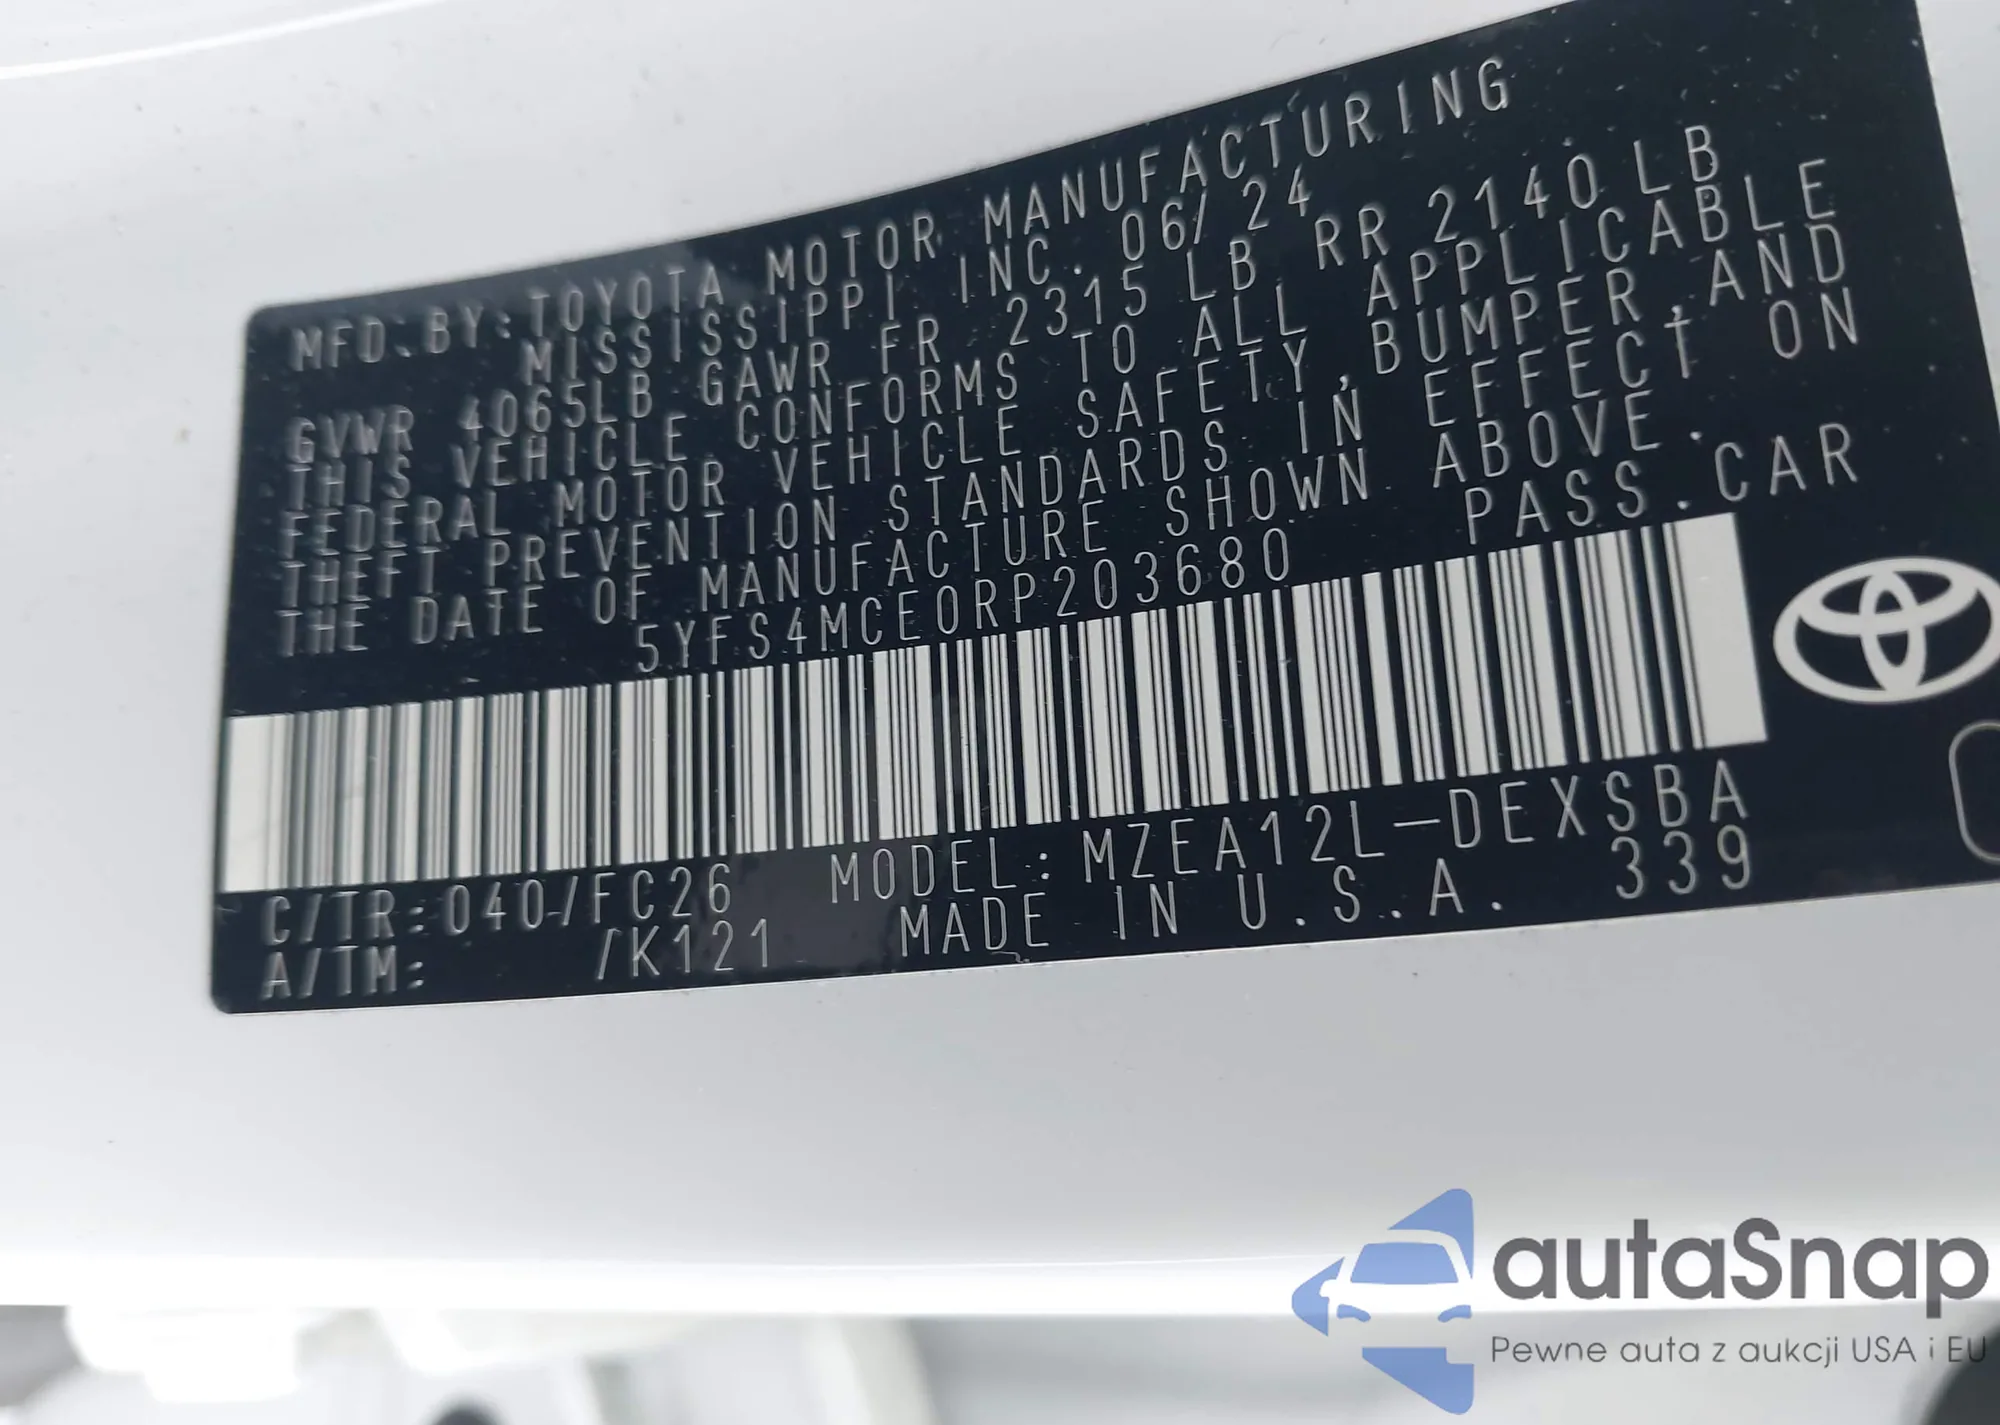 MFD. BY: TOYOTA MOTOR MANUFACTURING
MISSISSIPPI, INC. 06/24
GVWR 4065LB GAWR FR 2315 LB RR 2140 LB
THIS VEHICLE CONFORMS TO ALL APPLICABLE
FEDERAL MOTOR VEHICLE SAFETY, BUMPER, AND
THEFT PREVENTION STANDARDS IN EFFECT ON
THE DATE OF MANUFACTURE SHOWN ABOVE.
5YFS4MCE0RP203680 PASS. CAR
C/TR: 040/FC26 MODEL: MZEA12L-DEXSBA
A/TM: /K121 MADE IN U.S.A. 339
autaSnap
Pewne auta z aukcji USA i EU